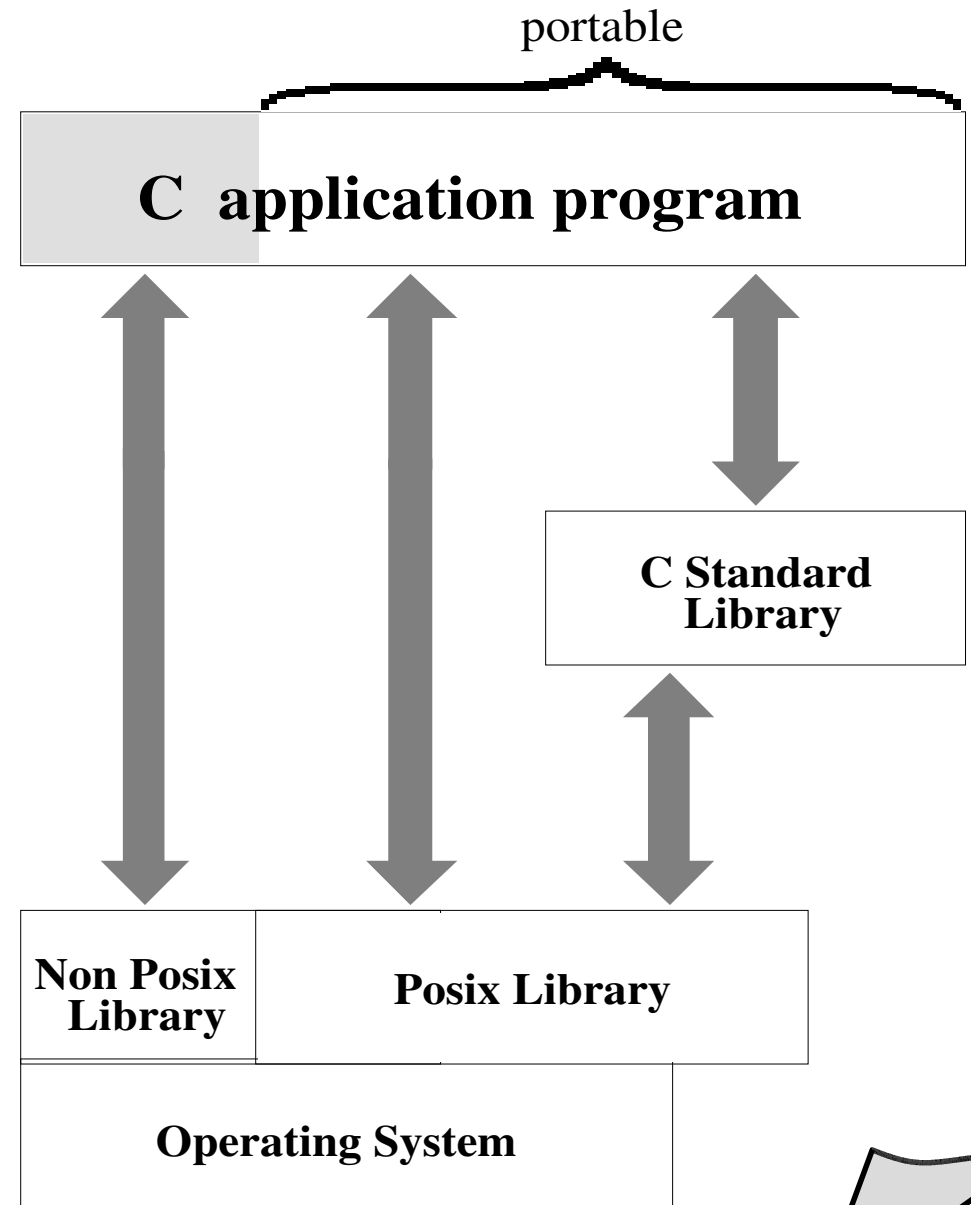 portable
C application program
C Standard
Library
Non Posix
Library
Posix Library
Operating System